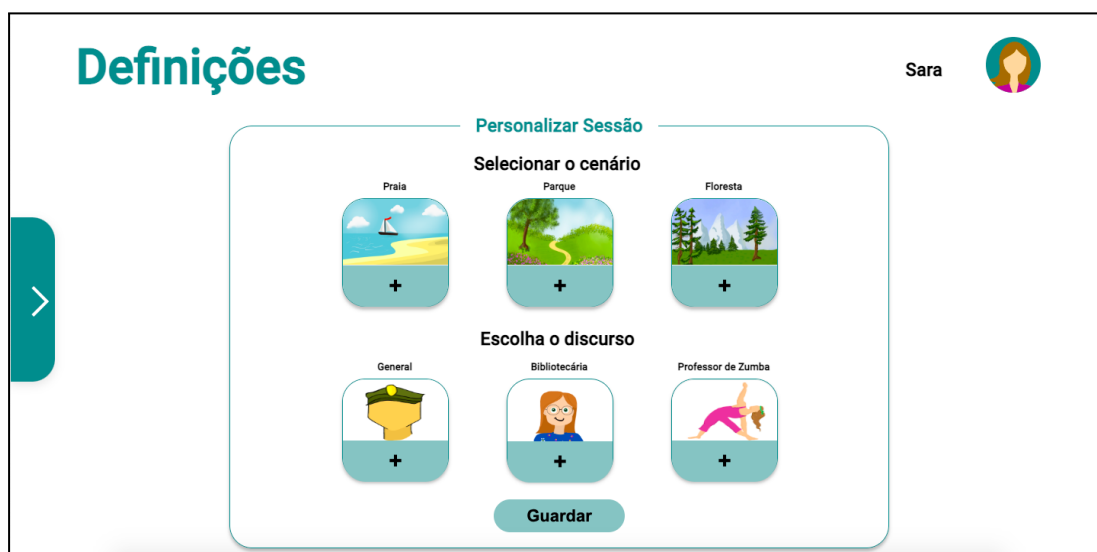 Definições
Sara
Personalizar Sessão
Selecionar o cenário
Praia Parque Floresta
+ + +
Escolha o discurso
General Bibliotecária Professor de Zumba
+ + +
Guardar